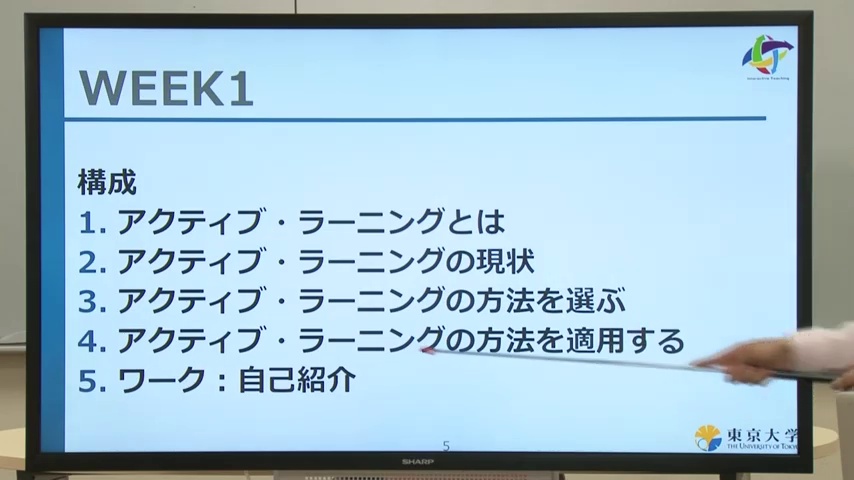 WEEK1
Interactive Teaching
構成
1. アクティブ・ラーニングとは
2. アクティブ・ラーニングの現状
3. アクティブ・ラーニングの方法を選ぶ
4. アクティブ・ラーニングの方法を適用する
5. ワーク：自己紹介
5
東京大学
THE UNIVERSITY OF TOKYO
SHARP